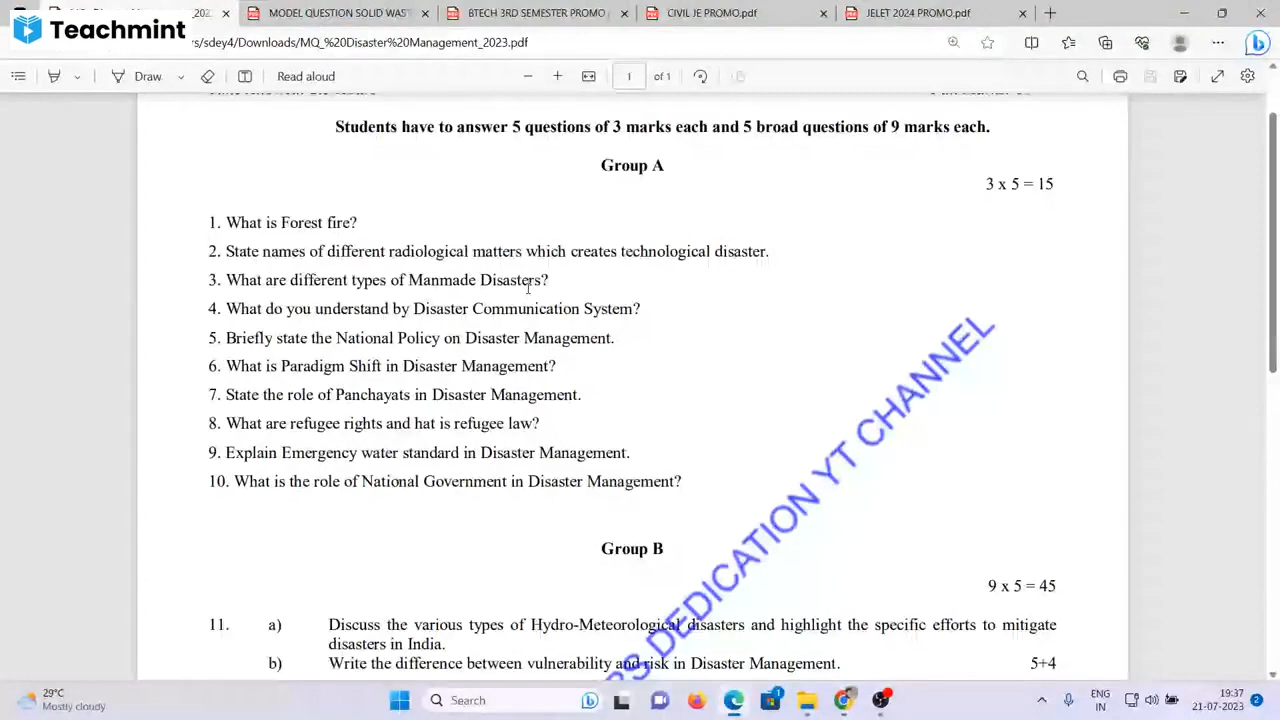 MODEL QUESTION SOLID WAST
MECH 3RD SEMESTER PROMO
CIVIL JE PROMO.pdf
JELET 2024 PROMO.pdf
Teachmint
s/sdey4/Downloads/MQ_%20Disaster%20Management_2023.pdf
Draw
Read aloud
1
of 1
Students have to answer 5 questions of 3 marks each and 5 broad questions of 9 marks each.
Group A
3 x 5 = 15
1. What is Forest fire?
2. State names of different radiological matters which creates technological disaster.
3. What are different types of Manmade Disasters?
4. What do you understand by Disaster Communication System?
5. Briefly state the National Policy on Disaster Management.
6. What is Paradigm Shift in Disaster Management?
7. State the role of Panchayats in Disaster Management.
8. What are refugee rights and hat is refugee law?
9. Explain Emergency water standard in Disaster Management.
10. What is the role of National Government in Disaster Management?
Group B
9 x 5 = 45
11. a) Discuss the various types of Hydro-Meteorological disasters and highlight the specific efforts to mitigate
disasters in India.
b) Write the difference between vulnerability and risk in Disaster Management. 5+4
RS DEDICATION YT CHANNEL
29°C
Mostly cloudy
Search
ENG
IN
19:37
21-07-2023